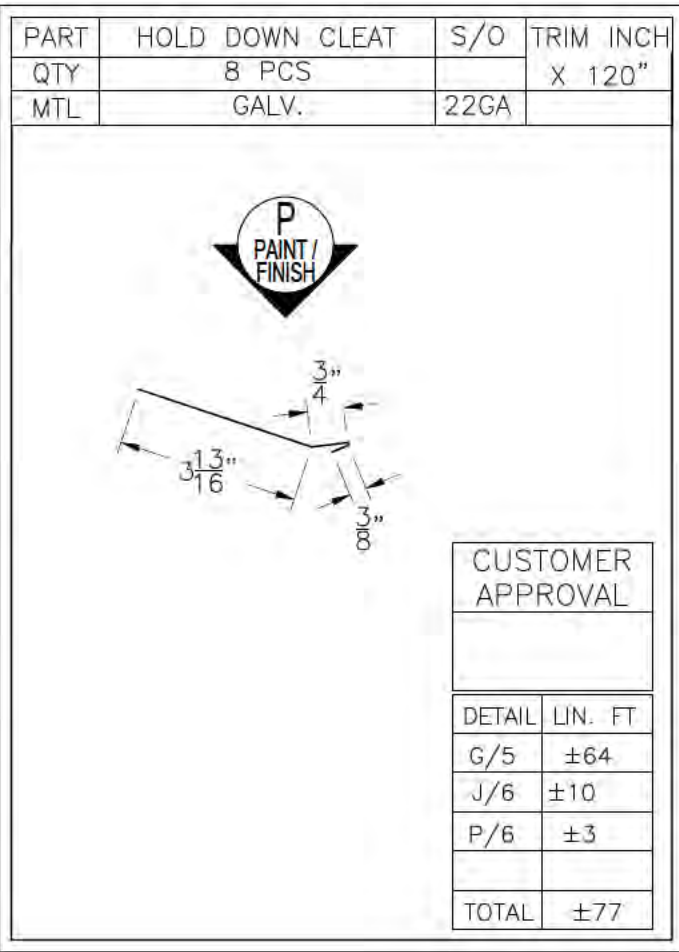 PART HOLD DOWN CLEAT S/O TRIM INCH
QTY 8 PCS X 120"
MTL GALV. 22GA
P
PAINT /
FINISH
3/4"
3 13/16"
3/8"
CUSTOMER
APPROVAL
DETAIL LIN. FT
G/5 ±64
J/6 ±10
P/6 ±3
TOTAL ±77